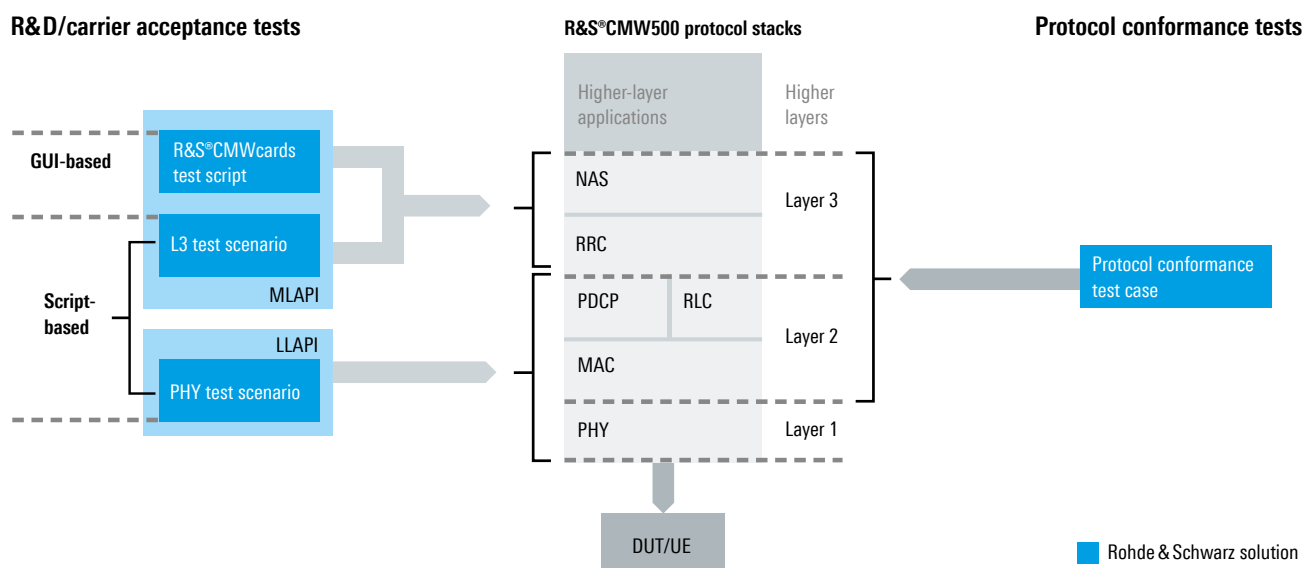 R&D/carrier acceptance tests
R&S®CMW500 protocol stacks
Protocol conformance tests
Higher-layer
applications
Higher
layers
GUI-based
R&S®CMWcards
test script
NAS
Layer 3
L3 test scenario
RRC
MLAPI
Script-
based
Protocol conformance
test case
PDCP
RLC
Layer 2
LLAPI
MAC
PHY test scenario
PHY
Layer 1
DUT/UE
Rohde & Schwarz solution